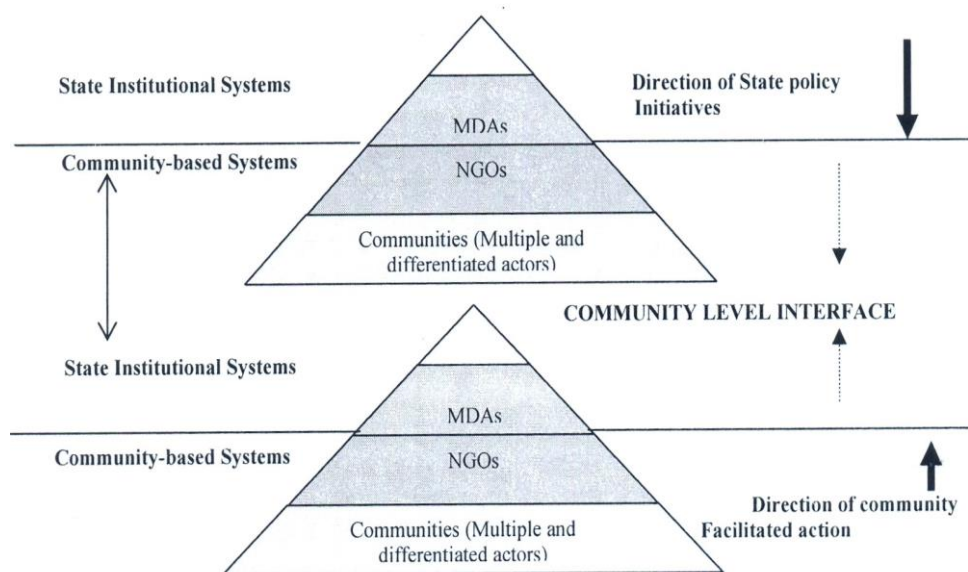 State Institutional Systems
Direction of State policy
Initiatives
MDAs
Community-based Systems
NGOs
Communities (Multiple and
differentiated actors)
COMMUNITY LEVEL INTERFACE
State Institutional Systems
MDAs
Community-based Systems
NGOs
Direction of community
Facilitated action
Communities (Multiple and
differentiated actors)